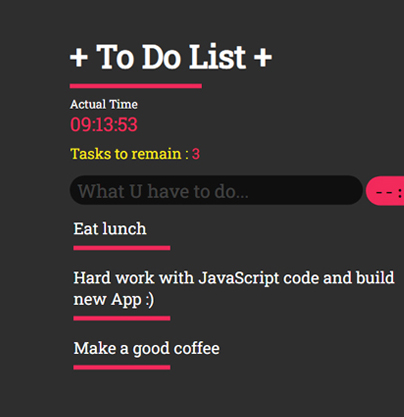 + To Do List +
Actual Time
09:13:53
Tasks to remain : 3
What U have to do...
--:
Eat lunch
Hard work with JavaScript code and build
new App :)
Make a good coffee